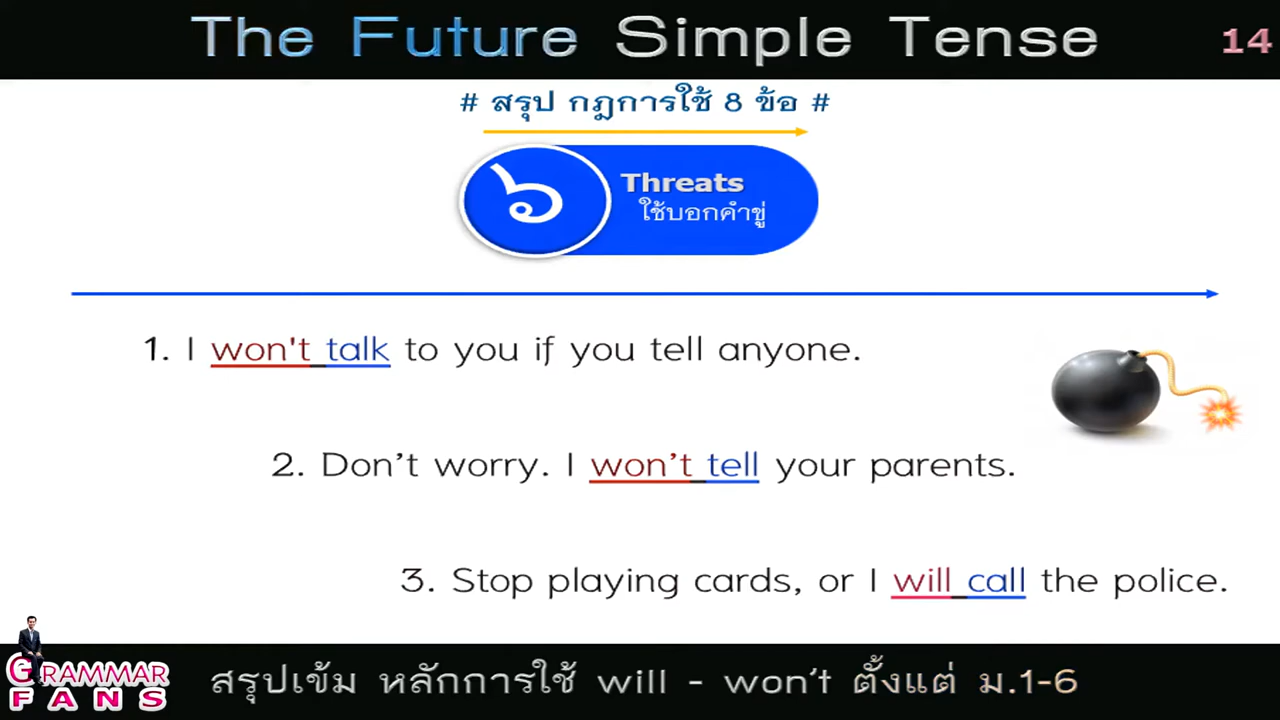 The Future Simple Tense
14
# สรุป กฎการใช้ 8 ข้อ #
๖
Threats
ใช้บอกคำขู่
1. I won't talk to you if you tell anyone.
2. Don’t worry. I won’t tell your parents.
3. Stop playing cards, or I will call the police.
GRAMMAR
FANS
สรุปเข้ม หลักการใช้ will - won’t ตั้งแต่ ม.1-6